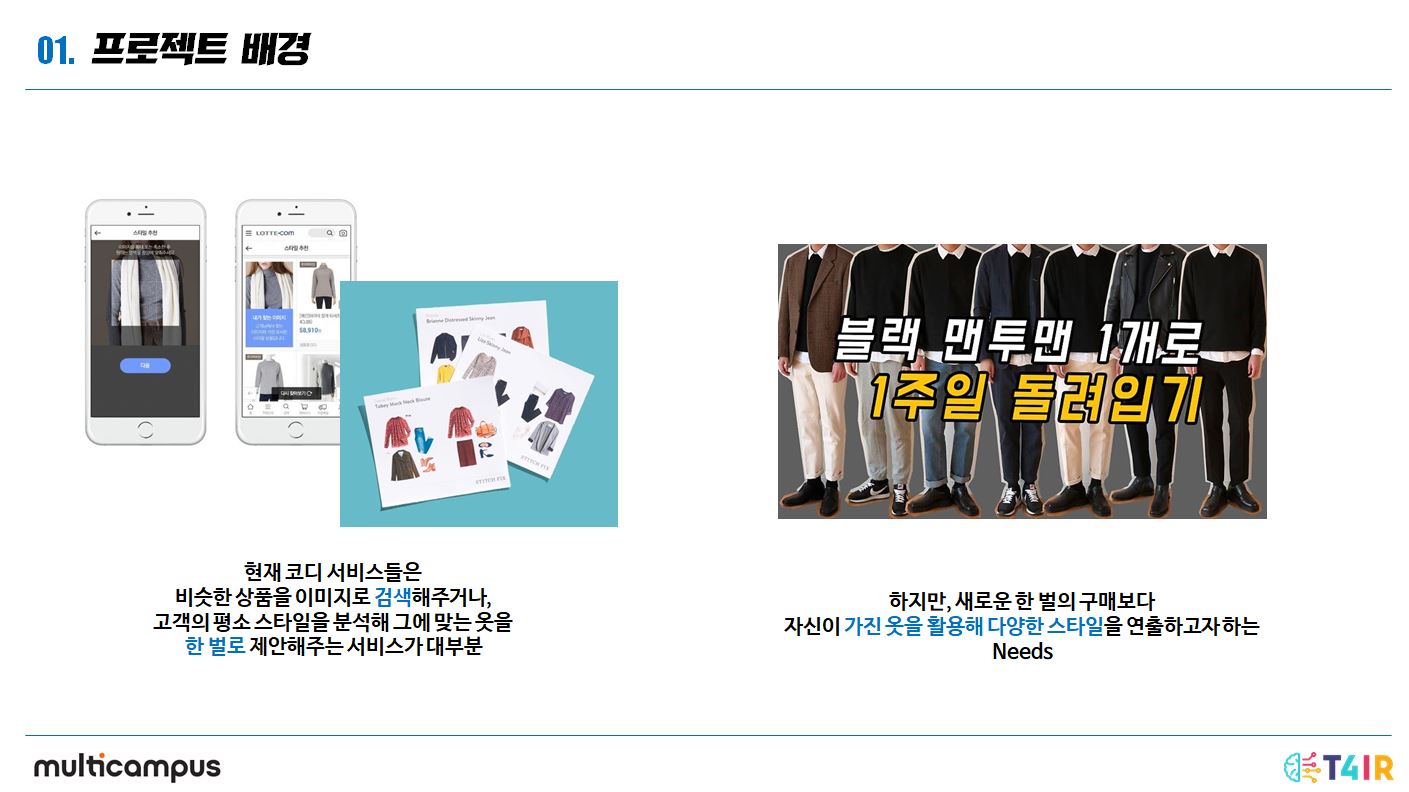 01. 프로젝트 배경
스타일 추천
다음
LOTTE.COM
스타일 추천
내가 찾는 이미지
58,910원
다시 찾아보기
Brianne Distressed Skinny Jean
Lila Skinny Jean
Tabey Mock Neck Blouse
STITCH FIX
STITCH FIX
블랙 맨투맨 1개로
1주일 돌려입기
현재 코디 서비스들은
비슷한 상품을 이미지로 검색해주거나,
고객의 평소 스타일을 분석해 그에 맞는 옷을
한 벌로 제안해주는 서비스가 대부분
하지만, 새로운 한 벌의 구매보다
자신이 가진 옷을 활용해 다양한 스타일을 연출하고자 하는
Needs
multicampus
T4IR